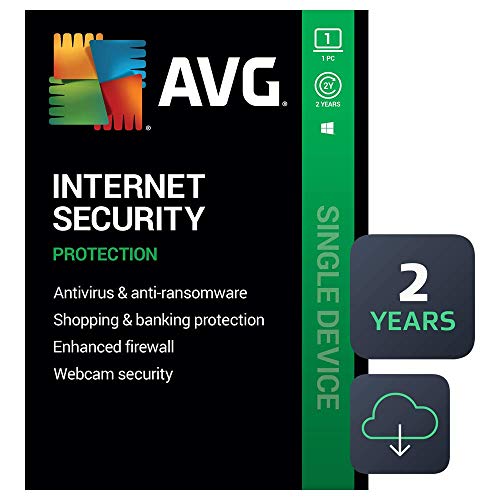 AVG
INTERNET
SECURITY
PROTECTION
Antivirus & anti-ransomware
Shopping & banking protection
Enhanced firewall
Webcam security
1
1 PC
2Y
2 YEARS
SINGLE DEVICE
2
YEARS